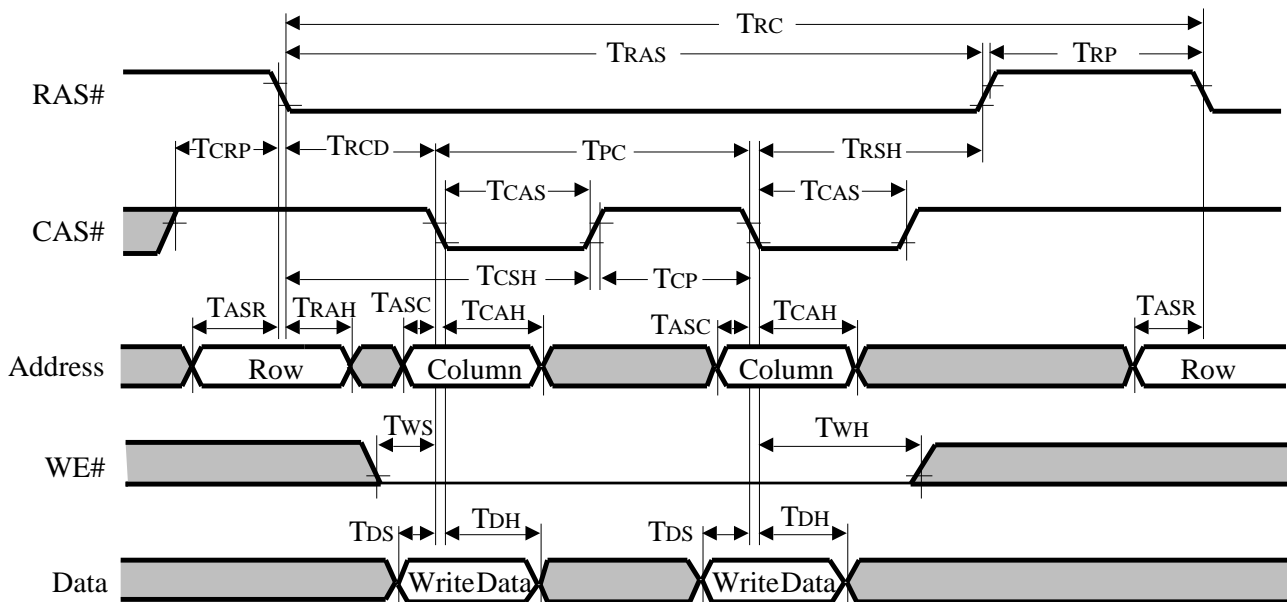 TRC
TRAS TRP
RAS#
TCRP TRCD TPC TRSH
TCAS TCAS
CAS#
TCSH TCP
TASR TRAH TASC TCAH TASC TCAH TASR
Address Row Column Column Row
TWS TWH
WE#
TDS TDH TDS TDH
Data WriteData WriteData